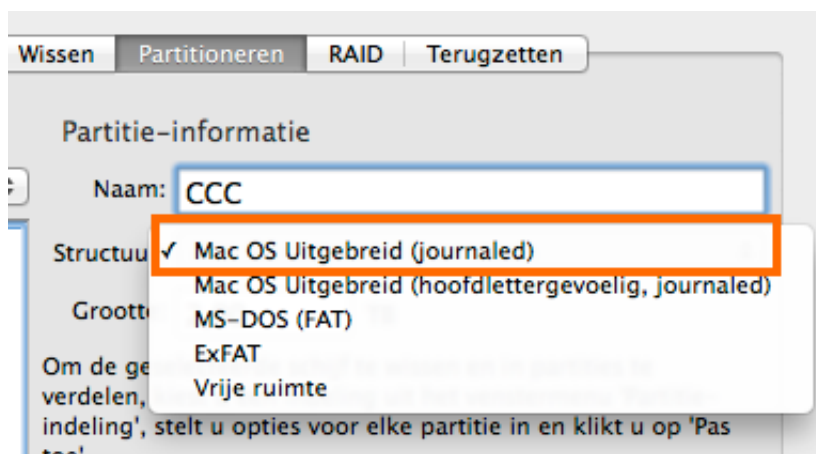 Wissen Partitioneren RAID Terugzetten
Partitie-informatie
Naam: CCC
Structuu ✓ Mac OS Uitgebreid (journaled)
Mac OS Uitgebreid (hoofdlettergevoelig, journaled)
Grootte
MS-DOS (FAT)
ExFAT
Vrije ruimte
Om de ge
verdelen,
indeling', stelt u opties voor elke partitie in en klikt u op 'Pas